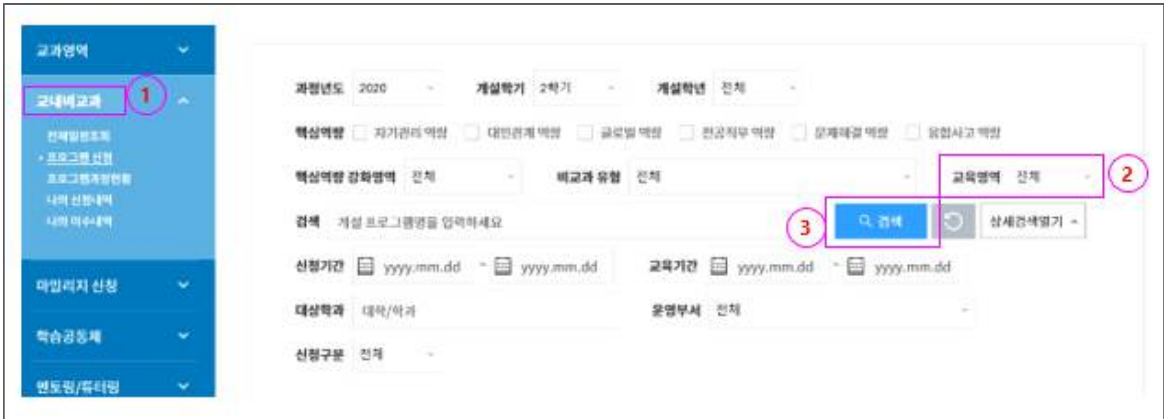 교과영역
교내비교과 1
전체일정조회
프로그램 신청
프로그램과정현황
나의 신청내역
나의 이수내역
마일리지 신청
학습공동체
멘토링/튜터링
과정년도 2020 개설학기 2학기 개설학년 전체
핵심역량 자기관리 역량 대인관계 역량 글로벌 역량 전공직무 역량 문제해결 역량 융합사고 역량
핵심역량 강화영역 전체 비교과 유형 전체 교육영역 전체 2
검색 개설 프로그램명을 입력하세요 3 검색 상세검색열기
신청기간 yyyy.mm.dd ~ yyyy.mm.dd 교육기간 yyyy.mm.dd ~ yyyy.mm.dd
대상학과 대학/학과 운영부서 전체
신청구분 전체